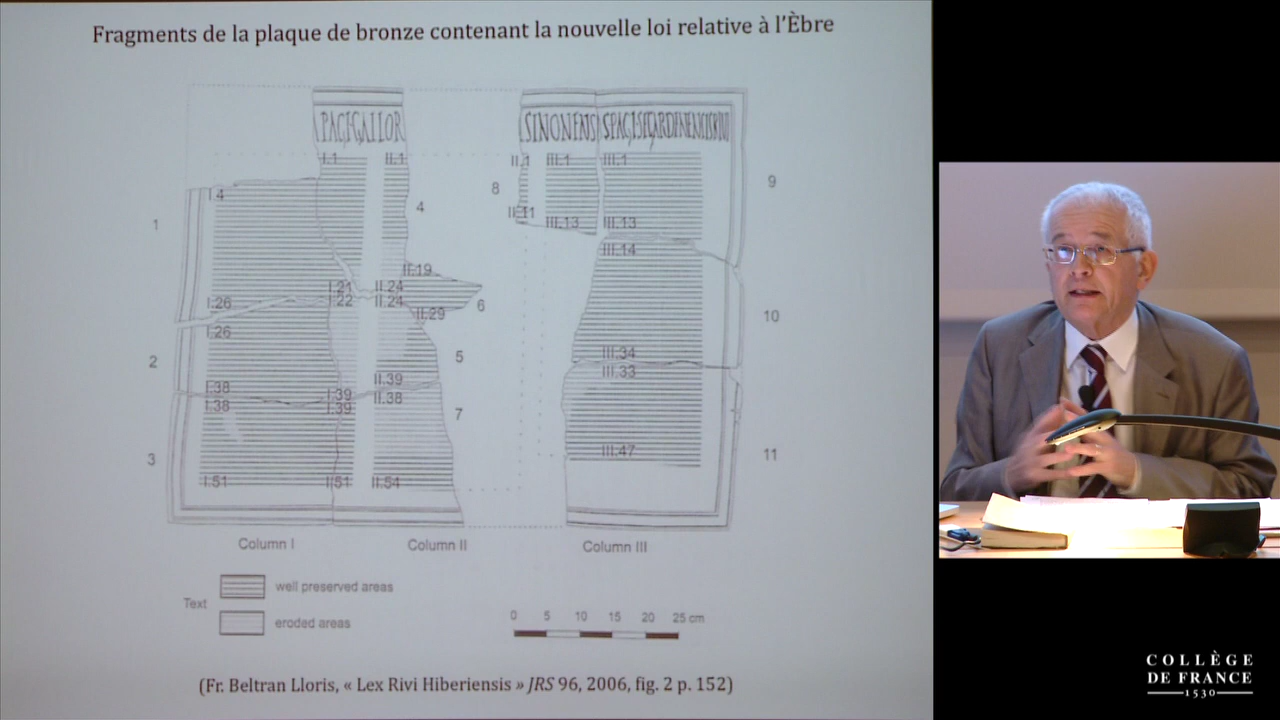 Fragments de la plaque de bronze contenant la nouvelle loi relative à l'Èbre
PAC·GALLOR
SINONENS
I.1
II.1
II.1
III.1
III.1
I.4
8
9
4
1
II.11
III.13
III.13
III.14
II.19
I.21
II.24
I.26
I.22
II.24
6
II.29
10
I.26
5
III.34
2
III.33
I.38
II.39
I.39
II.38
I.38
I.39
7
3
III.47
11
I.51
I.51
II.54
Column I
Column II
Column III
Text
well preserved areas
eroded areas
0 5 10 15 20 25 cm
(Fr. Beltran Lloris, « Lex Rivi Hiberiensis » JRS 96, 2006, fig. 2 p. 152)
COLLÈGE
DE FRANCE
1530